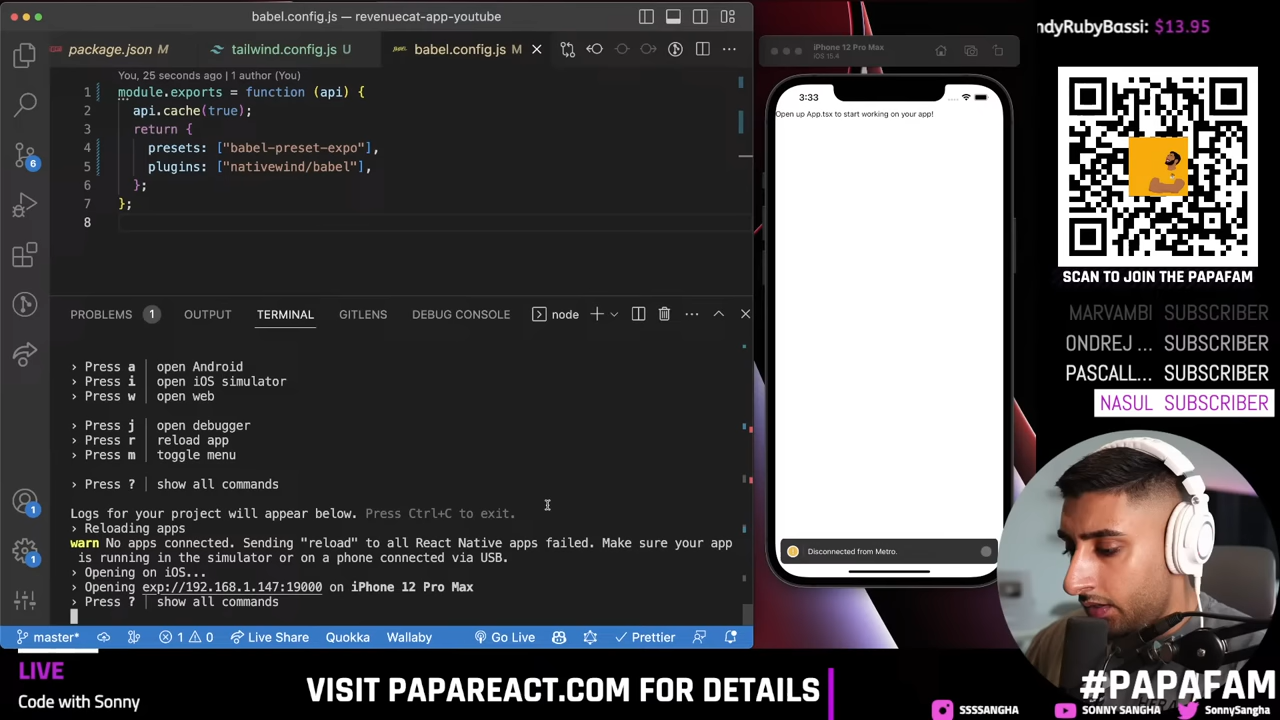 babel.config.js — revenuecat-app-youtube
package.json M
tailwind.config.js U
babel.config.js M
You, 25 seconds ago | 1 author (You)
1 module.exports = function (api) {
2 api.cache(true);
3 return {
4 presets: ["babel-preset-expo"],
5 plugins: ["nativewind/babel"],
6 };
7 };
8
PROBLEMS 1 OUTPUT TERMINAL GITLENS DEBUG CONSOLE node
› Press a │ open Android
› Press i │ open iOS simulator
› Press w │ open web
› Press j │ open debugger
› Press r │ reload app
› Press m │ toggle menu
› Press ? │ show all commands
Logs for your project will appear below. Press Ctrl+C to exit.
› Reloading apps
warn No apps connected. Sending "reload" to all React Native apps failed. Make sure your app
is running in the simulator or on a phone connected via USB.
› Opening on iOS...
› Opening exp://192.168.1.147:19000 on iPhone 12 Pro Max
› Press ? │ show all commands
6
1
1
master* 1 0 Live Share Quokka Wallaby Go Live Prettier
iPhone 12 Pro Max
iOS 15.4
3:33
Open up App.tsx to start working on your app!
Disconnected from Metro.
ndyRubyBassi: $13.95
SCAN TO JOIN THE PAPAFAM
MARVAMBI SUBSCRIBER
ONDREJ ... SUBSCRIBER
PASCALL... SUBSCRIBER
NASUL SUBSCRIBER
LIVE
Code with Sonny
VISIT PAPAREACT.COM FOR DETAILS
#PAPAFAM
SSSSANGHA SONNY SANGHA SonnySangha